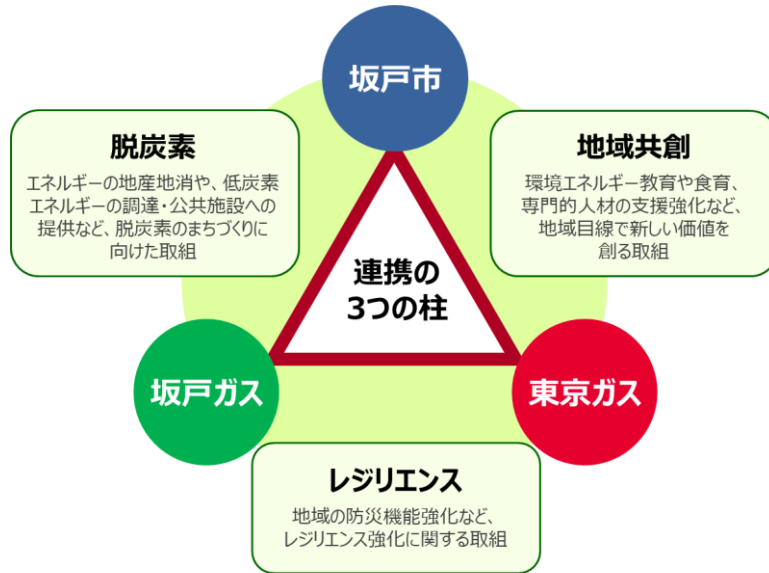 坂戸市
脱炭素
エネルギーの地産地消や、低炭素
エネルギーの調達・公共施設への
提供など、脱炭素のまちづくりに
向けた取組
地域共創
環境エネルギー教育や食育、
専門的人材の支援強化など、
地域目線で新しい価値を
創る取組
連携の
3つの柱
坂戸ガス
東京ガス
レジリエンス
地域の防災機能強化など、
レジリエンス強化に関する取組